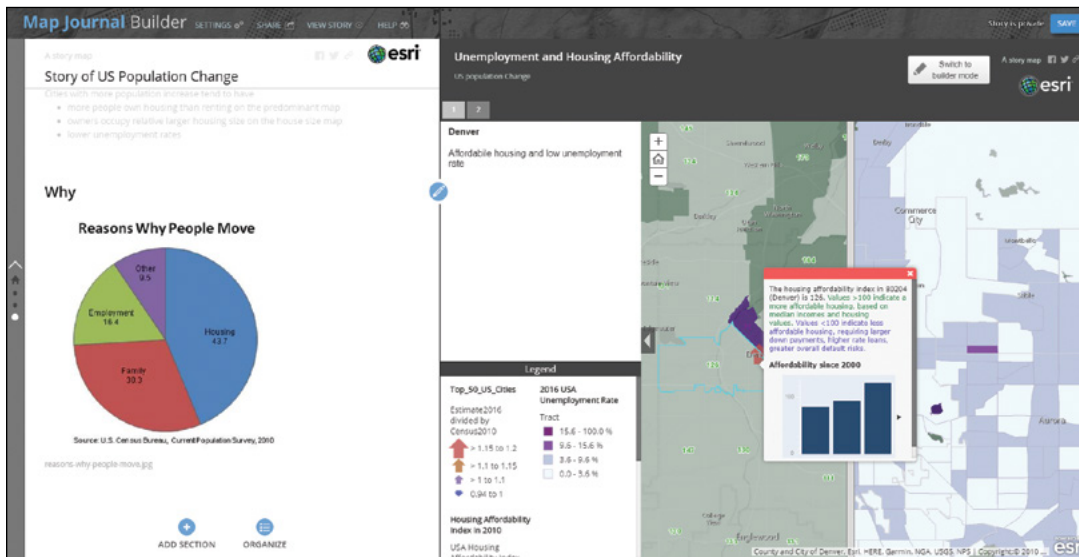 Map Journal Builder SETTINGS SHARE VIEW STORY HELP
Story is private SAVE
A story map
esri
Story of US Population Change
Cities with more population increase tend to have
more people own housing than renting on the predominant map
owners occupy relative larger housing size on the house size map
lower unemployment rates
Why
Reasons Why People Move
Other
9.5
Employment
16.4
Housing
43.7
Family
30.3
Source: U.S. Census Bureau, Current Population Survey, 2010
reasons-why-people-move.jpg
ADD SECTION ORGANIZE
Unemployment and Housing Affordability
US population Change
Switch to
builder mode
A story map
esri
1 2
Denver
Affordabile housing and low unemployment
rate
Legend
Top_50_US_Cities
Estimate2016
divided by
Census2010
> 1.15 to 1.2
> 1.1 to 1.15
> 1 to 1.1
0.94 to 1
Housing Affordability
Index in 2010
USA Housing
2016 USA
Unemployment Rate
Tract
15.6 - 100.0 %
9.6 - 15.6 %
3.6 - 9.6 %
0.0 - 3.6 %
Commerce
City
The housing affordability index in 80204
(Denver) is 126. Values >100 indicate a
more affordable housing, based on
median incomes and housing
values. Values <100 indicate less
affordable housing, requiring larger
down payments, higher rate loans,
greater overall default risks.
Affordability since 2000
100
0
Aurora
126
Englewood
County and City of Denver, Esri, HERE, Garmin, NGA, USGS, NPS | Copyright:© 2010 ...
esri